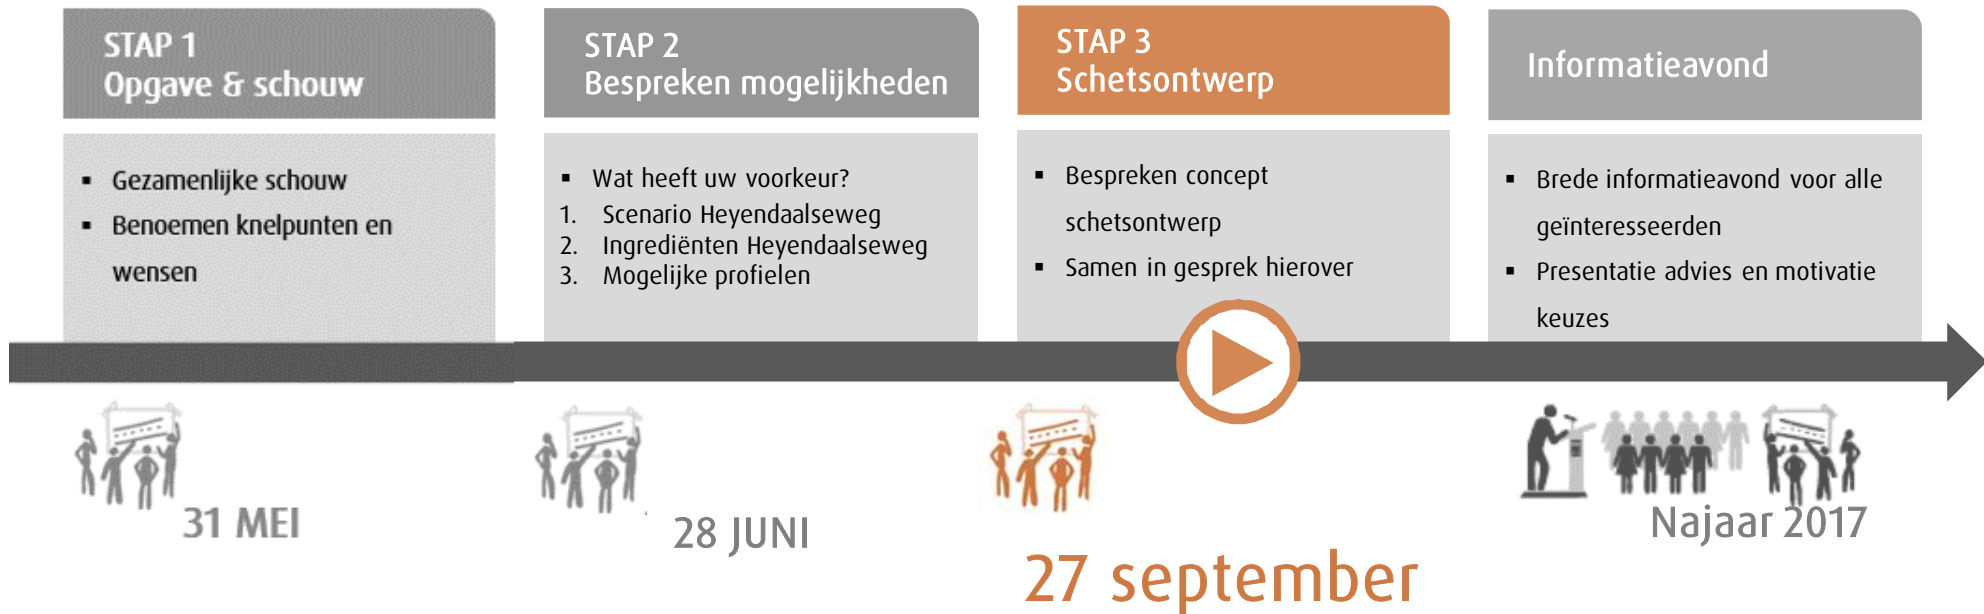 STAP 1
Opgave & schouw
▪ Gezamenlijke schouw
▪ Benoemen knelpunten en
wensen
31 MEI
STAP 2
Bespreken mogelijkheden
▪ Wat heeft uw voorkeur?
1. Scenario Heyendaalseweg
2. Ingrediënten Heyendaalseweg
3. Mogelijke profielen
28 JUNI
STAP 3
Schetsontwerp
▪ Bespreken concept
schetsontwerp
▪ Samen in gesprek hierover
27 september
Informatieavond
▪ Brede informatieavond voor alle
geïnteresseerden
▪ Presentatie advies en motivatie
keuzes
Najaar 2017